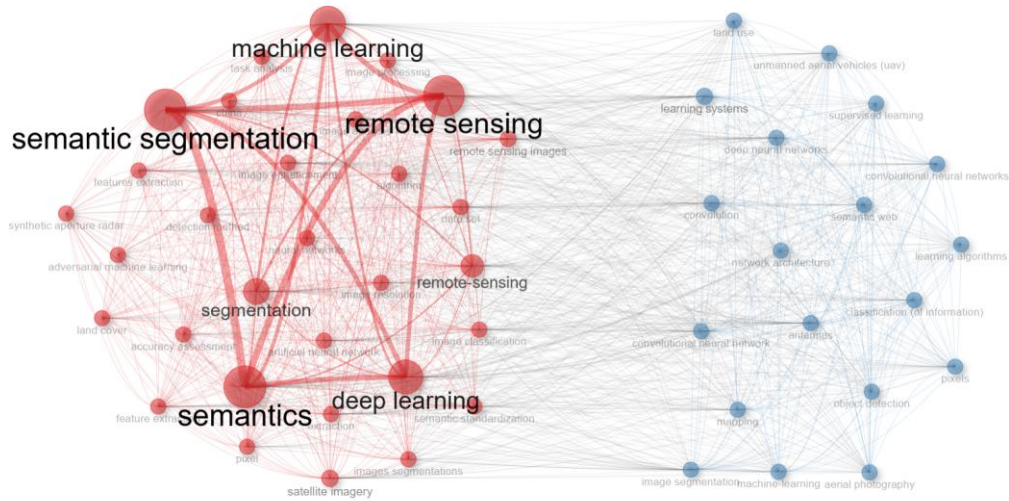 land use
machine learning
unmanned aerial vehicles (uav)
task analysis
image processing
learning systems
supervised learning
china
remote sensing
semantic segmentation
deep neural networks
remote sensing images
image enhancement
features extraction
convolutional neural networks
algorithm
convolution
semantic web
data set
synthetic aperture radar
detection method
neural networks
learning algorithms
network architecture
adversarial machine learning
remote-sensing
image resolution
segmentation
classification (of information)
land cover
antennas
accuracy assessment
image classification
convolutional neural network
artificial neural network
pixels
deep learning
object detection
semantics
feature
extraction
semantic standardization
mapping
pixel
images segmentations
image segmentation
machine-learning
aerial photography
satellite imagery